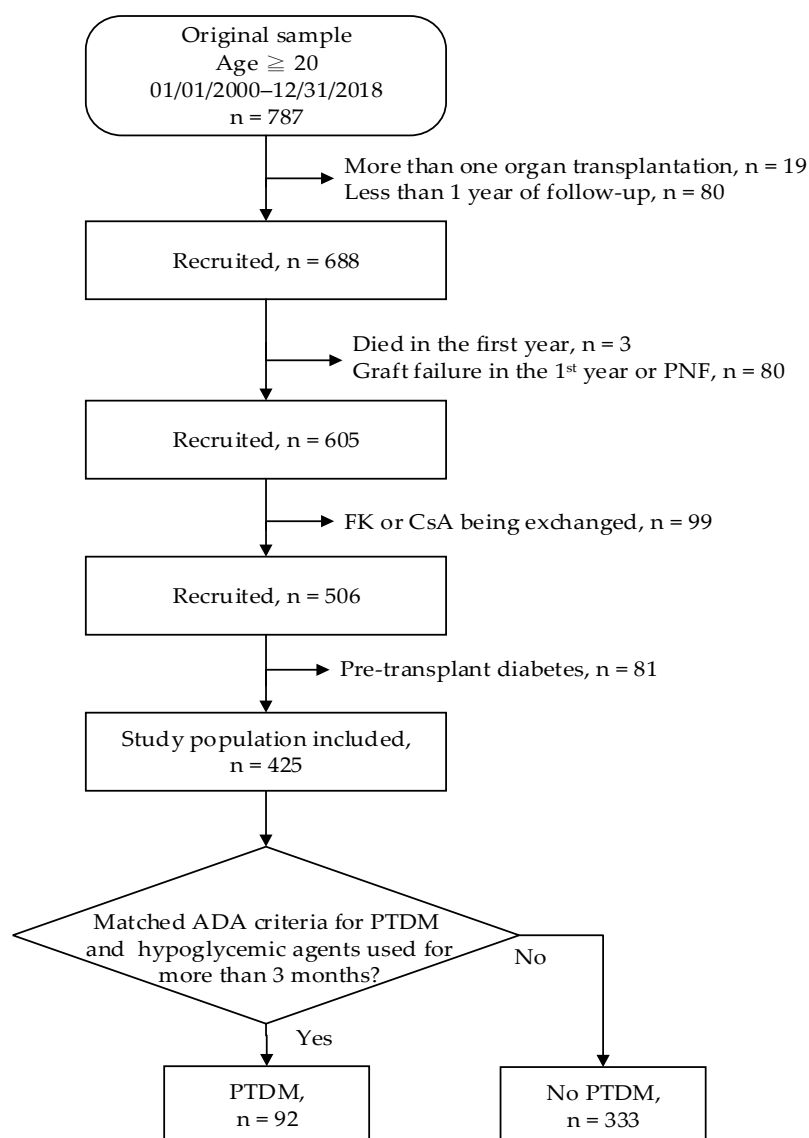 Original sample
Age ≧ 20
01/01/2000–12/31/2018
n = 787
More than one organ transplantation, n = 19
Less than 1 year of follow-up, n = 80
Recruited, n = 688
Died in the first year, n = 3
Graft failure in the 1st year or PNF, n = 80
Recruited, n = 605
FK or CsA being exchanged, n = 99
Recruited, n = 506
Pre-transplant diabetes, n = 81
Study population included,
n = 425
Matched ADA criteria for PTDM
and hypoglycemic agents used for
more than 3 months?
No
Yes
PTDM,
n = 92
No PTDM,
n = 333